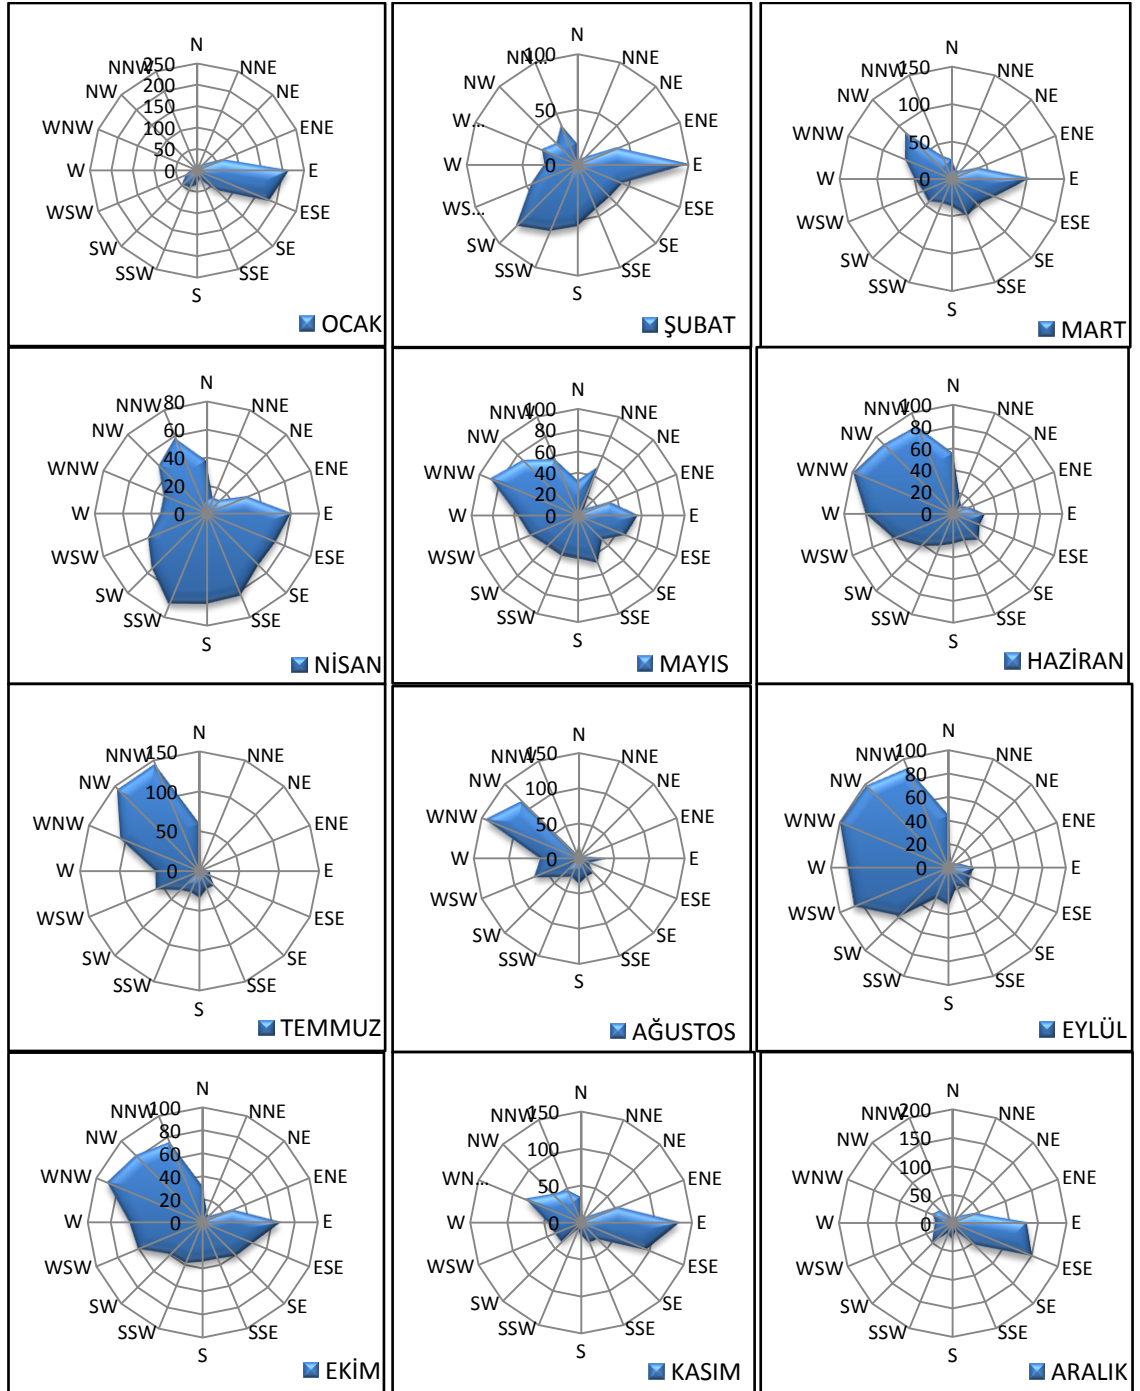 N
NNE
NE
ENE
E
ESE
SE
SSE
S
SSW
SW
WSW
W
WNW
NW
NNW
250
200
150
100
50
0
OCAK
N
NNE
NE
ENE
E
ESE
SE
SSE
S
SSW
SW
WS...
W
W...
NW
NN...
100
50
0
ŞUBAT
N
NNE
NE
ENE
E
ESE
SE
SSE
S
SSW
SW
WSW
W
WNW
NW
NNW
150
100
50
0
MART
N
NNE
NE
ENE
E
ESE
SE
SSE
S
SSW
SW
WSW
W
WNW
NW
NNW
80
60
40
20
0
NİSAN
N
NNE
NE
ENE
E
ESE
SE
SSE
S
SSW
SW
WSW
W
WNW
NW
NNW
100
80
60
40
20
0
MAYIS
N
NNE
NE
ENE
E
ESE
SE
SSE
S
SSW
SW
WSW
W
WNW
NW
NNW
100
80
60
40
20
0
HAZİRAN
N
NNE
NE
ENE
E
ESE
SE
SSE
S
SSW
SW
WSW
W
WNW
NW
NNW
150
100
50
0
TEMMUZ
N
NNE
NE
ENE
E
ESE
SE
SSE
S
SSW
SW
WSW
W
WNW
NW
NNW
150
100
50
0
AĞUSTOS
N
NNE
NE
ENE
E
ESE
SE
SSE
S
SSW
SW
WSW
W
WNW
NW
NNW
100
80
60
40
20
0
EYLÜL
N
NNE
NE
ENE
E
ESE
SE
SSE
S
SSW
SW
WSW
W
WNW
NW
NNW
100
80
60
40
20
0
EKİM
N
NNE
NE
ENE
E
ESE
SE
SSE
S
SSW
SW
WSW
W
WN...
NW
NNW
150
100
50
0
KASIM
N
NNE
NE
ENE
E
ESE
SE
SSE
S
SSW
SW
WSW
W
WNW
NW
NNW
200
150
100
50
0
ARALIK